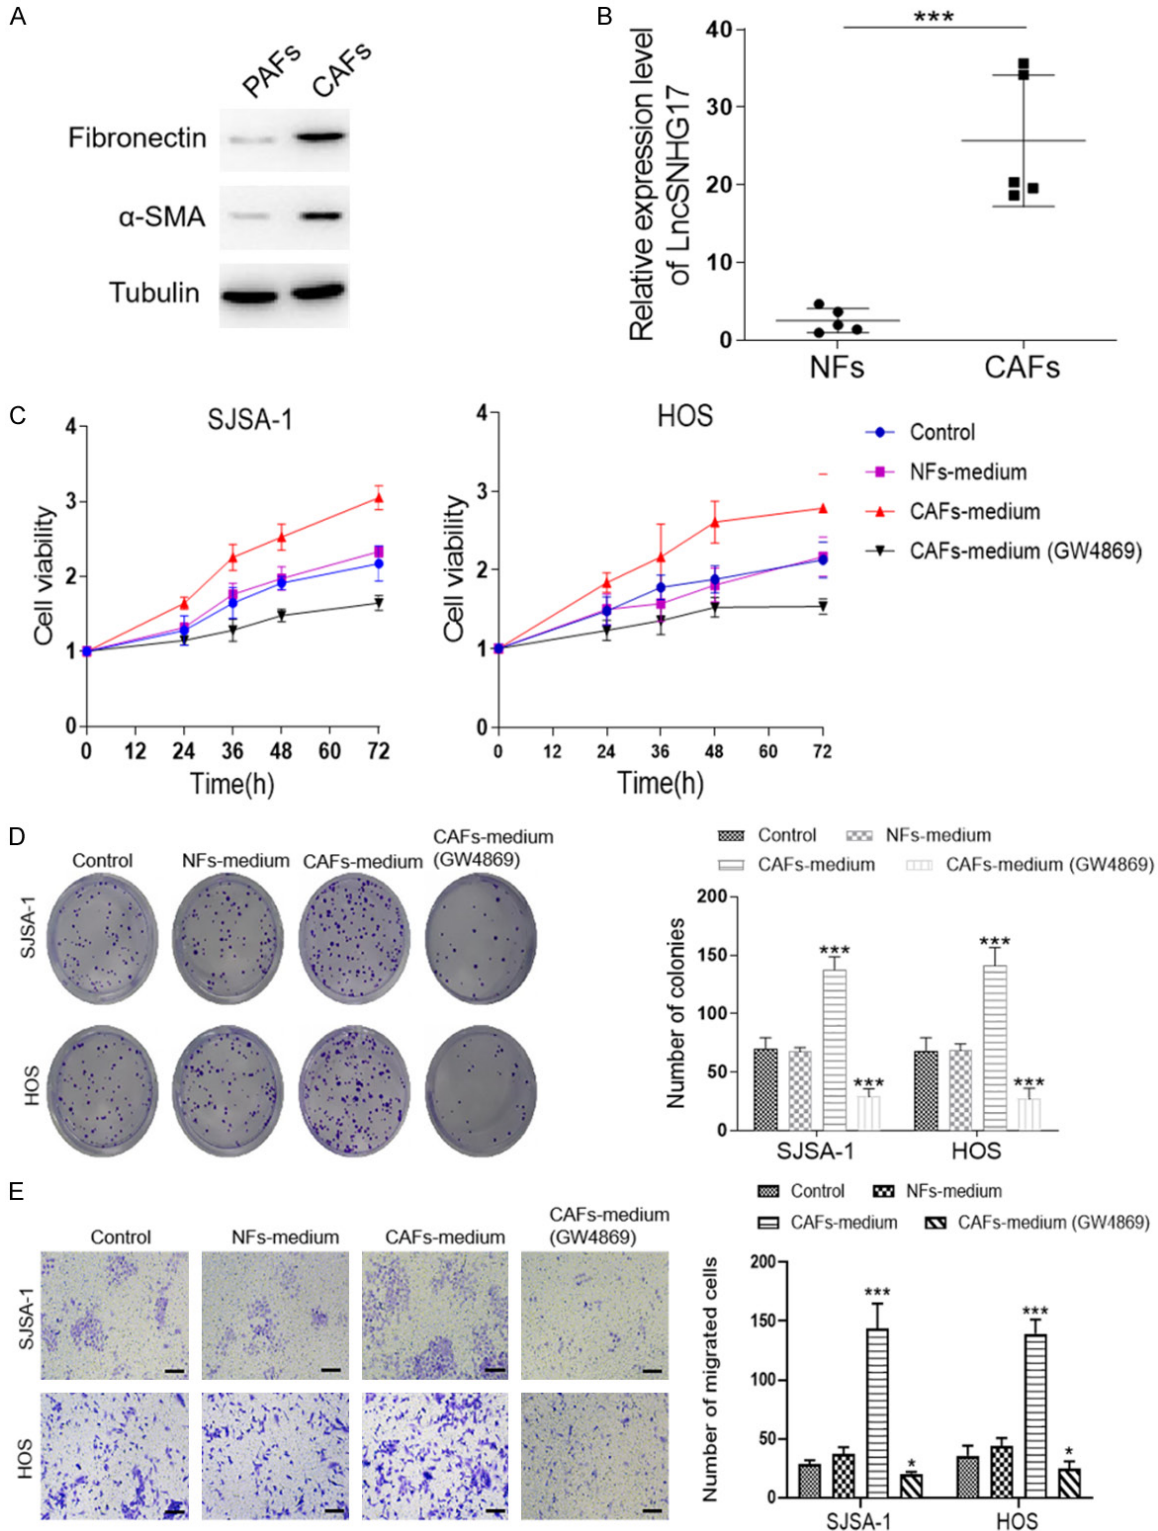 A
PAFs CAFs
Fibronectin
α-SMA
Tubulin
B
***
Relative expression level
of LncSNHG17
40
30
20
10
0
NFs CAFs
C
SJSA-1
Cell viability
4
3
2
1
0
0 12 24 36 48 60 72
Time(h)
HOS
Cell viability
4
3
2
1
0
0 12 24 36 48 60 72
Time(h)
Control
NFs-medium
CAFs-medium
CAFs-medium (GW4869)
D
Control NFs-medium CAFs-medium CAFs-medium
(GW4869)
SJSA-1
HOS
Control NFs-medium
CAFs-medium CAFs-medium (GW4869)
Number of colonies
200
150
100
50
0
*** *** *** ***
SJSA-1 HOS
E
Control NFs-medium CAFs-medium CAFs-medium
(GW4869)
SJSA-1
HOS
Control NFs-medium
CAFs-medium CAFs-medium (GW4869)
Number of migrated cells
200
150
100
50
0
*** * *** *
SJSA-1 HOS